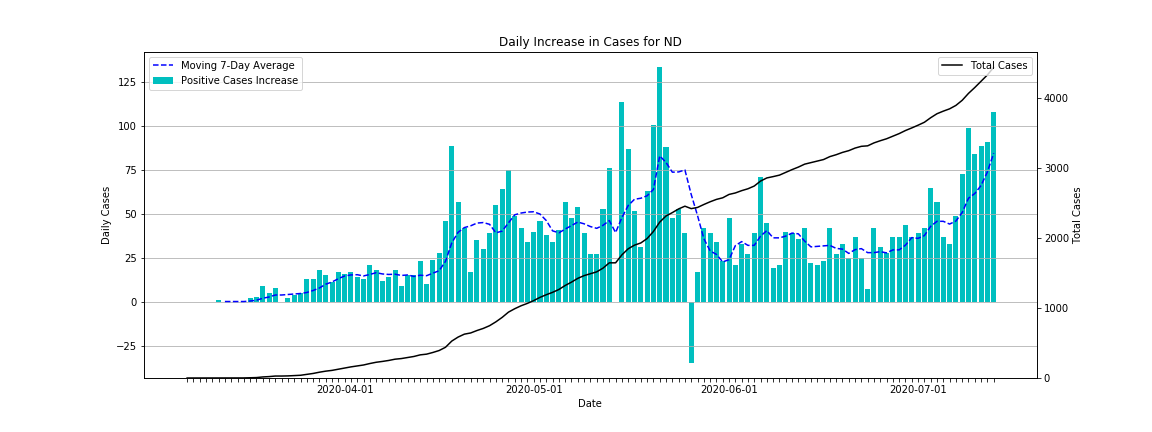 Daily Increase in Cases for ND
Moving 7-Day Average
Positive Cases Increase
Total Cases
125
100
75
50
25
0
−25
Daily Cases
4000
3000
2000
1000
0
Total Cases
2020-04-01
2020-05-01
2020-06-01
2020-07-01
Date